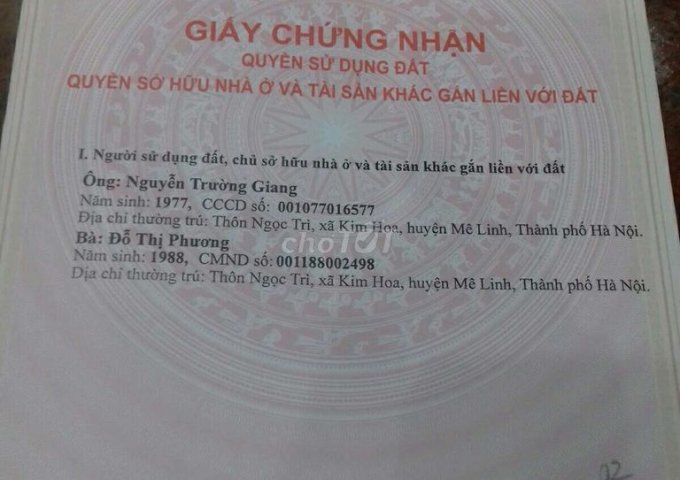 GIẤY CHỨNG NHẬN
QUYỀN SỬ DỤNG ĐẤT
QUYỀN SỞ HỮU NHÀ Ở VÀ TÀI SẢN KHÁC GẮN LIỀN VỚI ĐẤT
I. Người sử dụng đất, chủ sở hữu nhà ở và tài sản khác gắn liền với đất
Ông: Nguyễn Trường Giang
Năm sinh: 1977, CCCD số: 001077016577
Địa chỉ thường trú: Thôn Ngọc Trì, xã Kim Hoa, huyện Mê Linh, Thành phố Hà Nội.
Bà: Đỗ Thị Phương
Năm sinh: 1988, CMND số: 001188002498
Địa chỉ thường trú: Thôn Ngọc Trì, xã Kim Hoa, huyện Mê Linh, Thành phố Hà Nội.
choTỐT
02